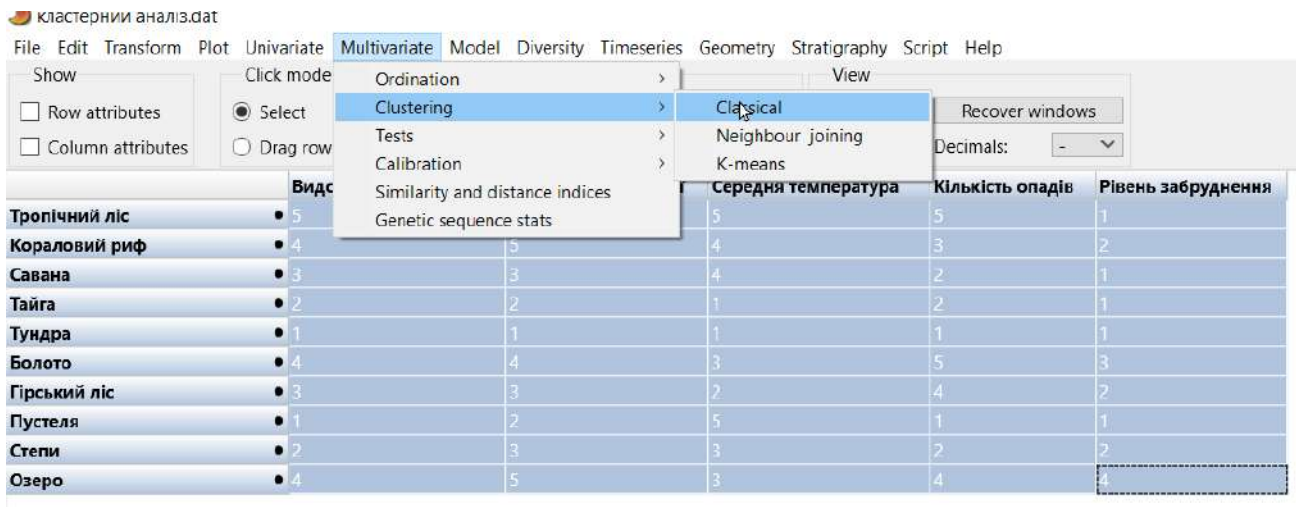 кластернии аналіз.dat
File Edit Transform Plot Univariate Multivariate Model Diversity Timeseries Geometry Stratigraphy Script Help
Show Click mode View
Row attributes Select Recover windows
Column attributes Drag row Decimals: -
Ordination
Clustering
Tests
Calibration
Similarity and distance indices
Genetic sequence stats
Classical
Neighbour joining
K-means
Середня температура Кількість опадів Рівень забруднення
Тропічний ліс 5 5 5 1
Кораловий риф 4 5 4 3 2
Савана 3 3 4 2 1
Тайга 2 2 1 2 1
Тундра 1 1 1 1 1
Болото 4 4 3 5 3
Гірський ліс 3 3 2 4 2
Пустеля 1 2 5 1 1
Степи 2 3 3 2 2
Озеро 4 5 3 4 4